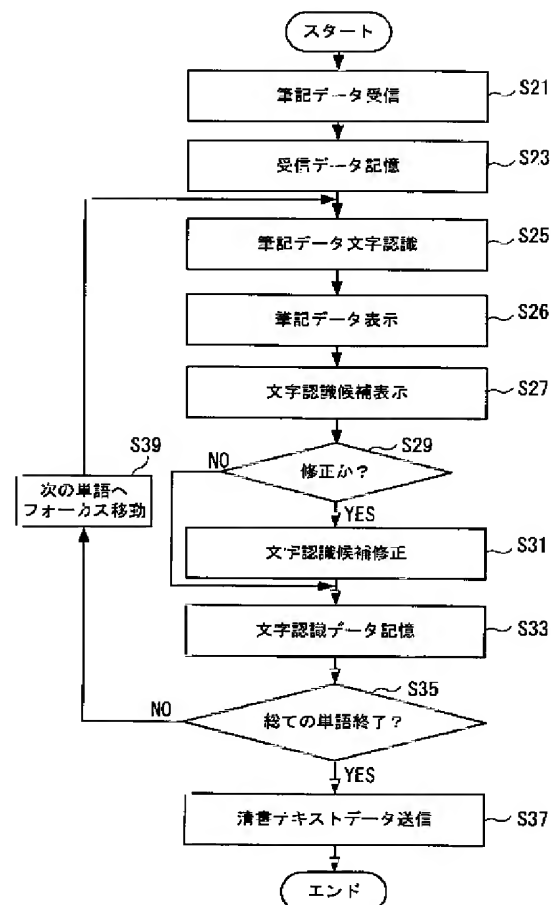 スタート
筆記データ受信
S21
受信データ記憶
S23
筆記データ文字認識
S25
筆記データ表示
S26
文字認識候補表示
S27
修正か?
S29
NO
YES
S39
次の単語へ
フォーカス移動
文字認識候補修正
S31
文字認識データ記憶
S33
総ての単語終了?
S35
NO
YES
清書テキストデータ送信
S37
エンド